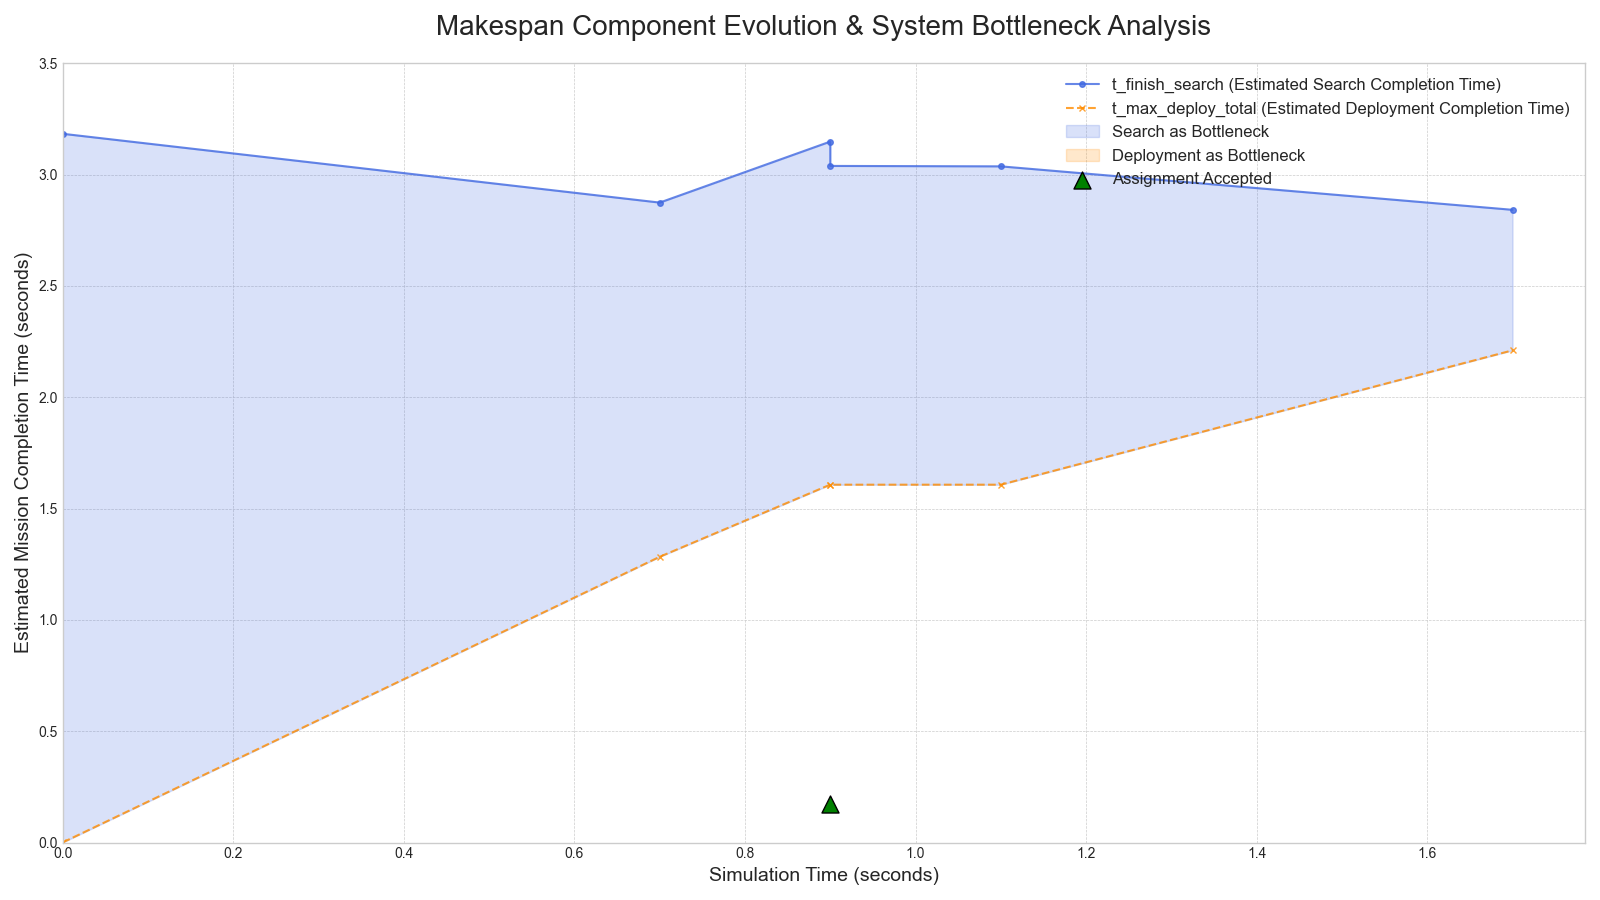 Makespan Component Evolution & System Bottleneck Analysis
t_finish_search (Estimated Search Completion Time)
t_max_deploy_total (Estimated Deployment Completion Time)
Search as Bottleneck
Deployment as Bottleneck
Assignment Accepted
Estimated Mission Completion Time (seconds)
3.5
3.0
2.5
2.0
1.5
1.0
0.5
0.0
0.0 0.2 0.4 0.6 0.8 1.0 1.2 1.4 1.6
Simulation Time (seconds)